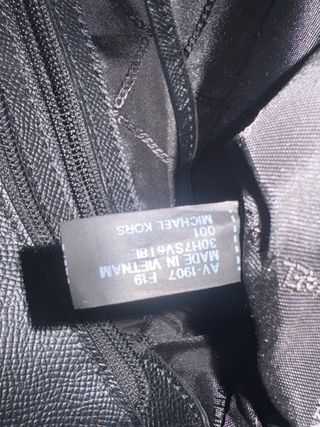 AV-1907 F19
MADE IN VIETNAM
30H7SV6T8L
001
MICHAEL KORS